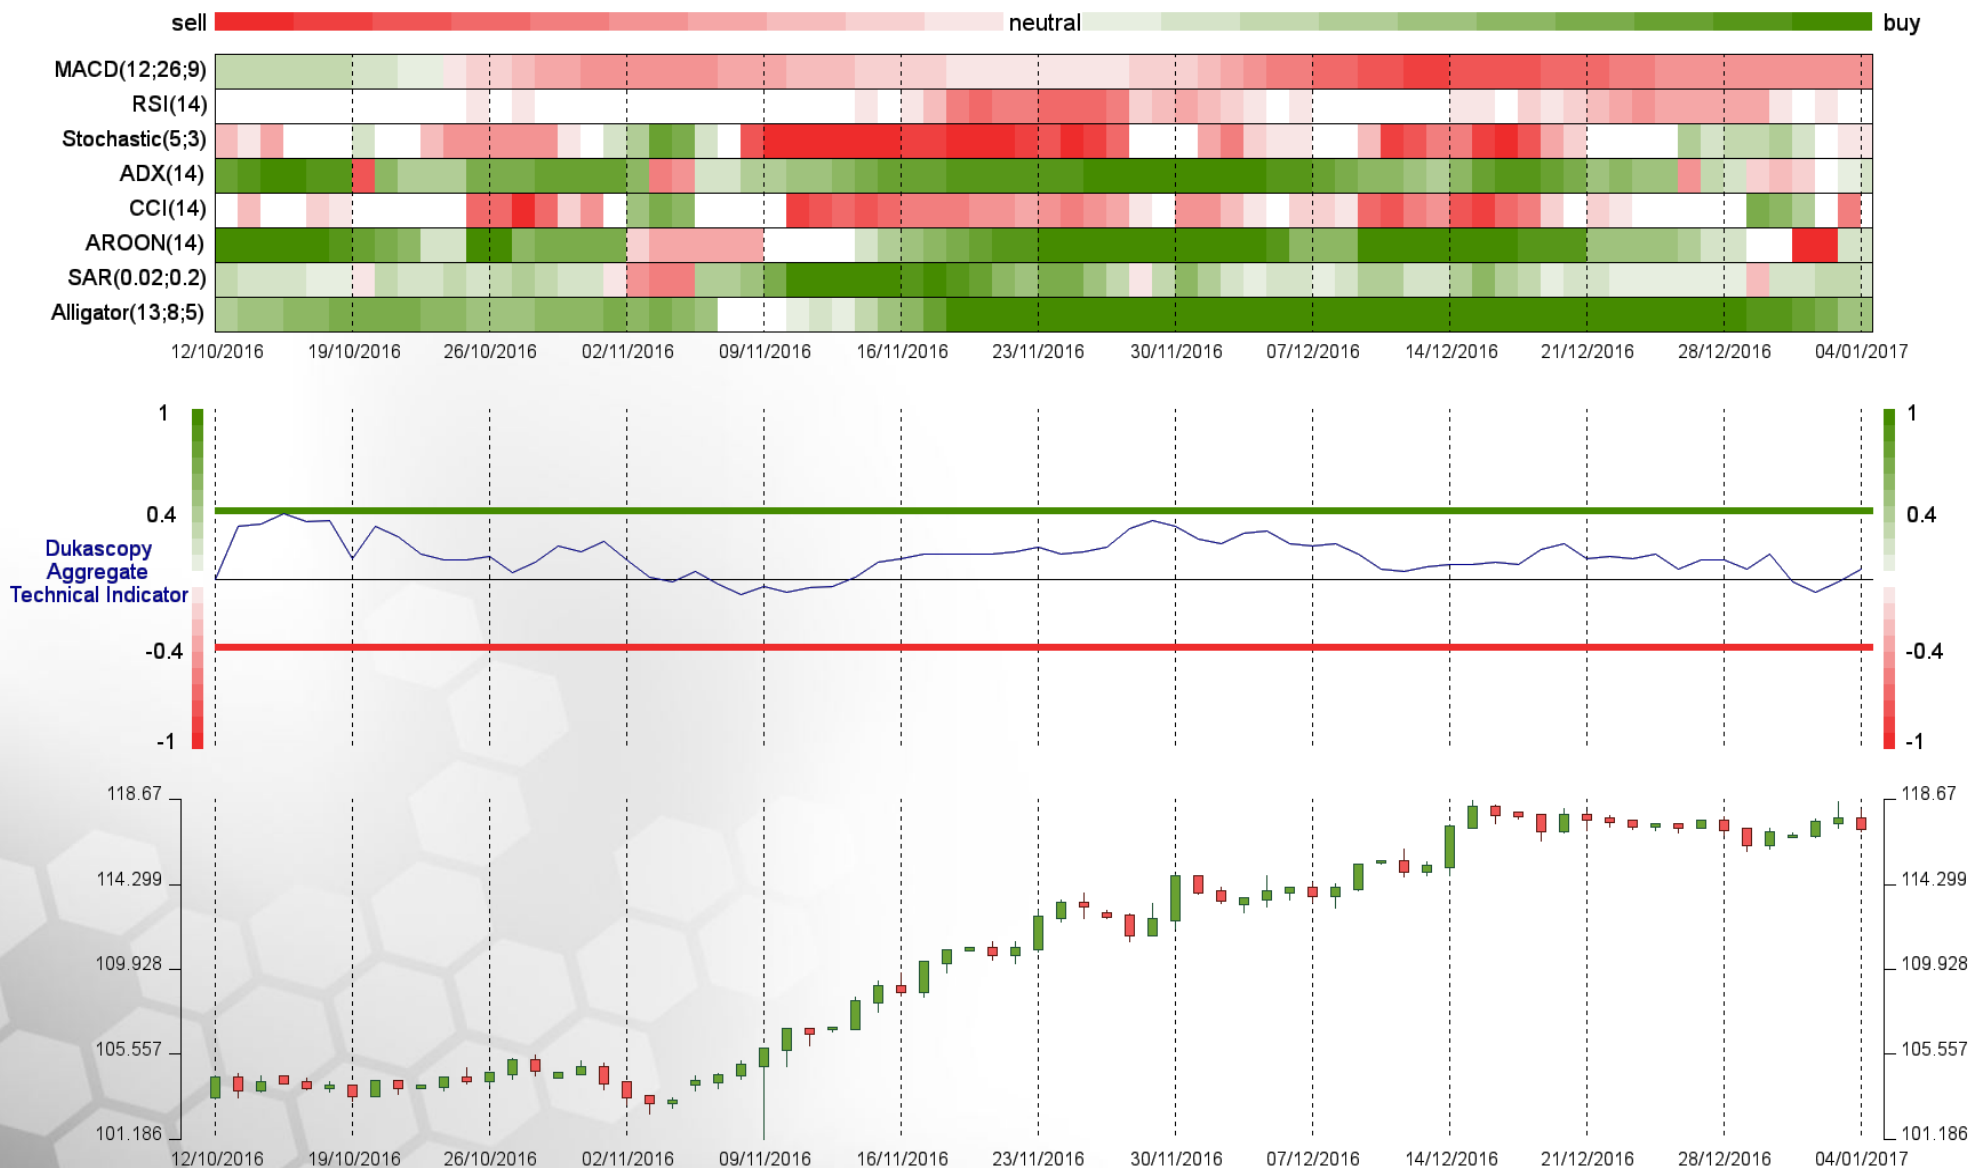 sell neutral buy
MACD(12;26;9)
RSI(14)
Stochastic(5;3)
ADX(14)
CCI(14)
AROON(14)
SAR(0.02;0.2)
Alligator(13;8;5)
12/10/2016 19/10/2016 26/10/2016 02/11/2016 09/11/2016 16/11/2016 23/11/2016 30/11/2016 07/12/2016 14/12/2016 21/12/2016 28/12/2016 04/01/2017
1 1
0.4 0.4
Dukascopy
Aggregate
Technical Indicator
-0.4 -0.4
-1 -1
118.67 118.67
114.299 114.299
109.928 109.928
105.557 105.557
101.186 101.186
12/10/2016 19/10/2016 26/10/2016 02/11/2016 09/11/2016 16/11/2016 23/11/2016 30/11/2016 07/12/2016 14/12/2016 21/12/2016 28/12/2016 04/01/2017